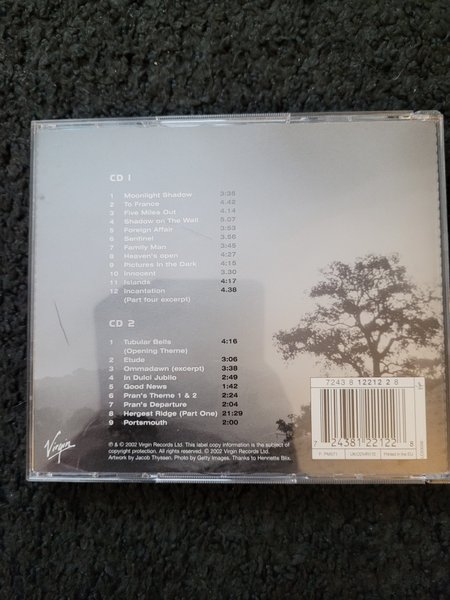 CD 1
1 Moonlight Shadow 3:35
2 To France 4.42
3 Five Miles Out 4.14
4 Shadow on The Wall 5.07
5 Foreign Affair 3:53
6 Sentinel 3.56
7 Family Man 3:45
8 Heaven's open 4:27
9 Pictures in the Dark 4:15
10 Innocent 3.30
11 Islands 4:17
12 Incantation 4.38
(Part four excerpt)
CD 2
1 Tubular Bells 4:16
(Opening Theme)
2 Etude 3:06
3 Ommadawn (excerpt) 3:38
4 In Dulci Jublio 2:49
5 Good Newe 1:42
6 Pran's Theme 1 & 2 2:24
7 Pran's Departure 2:04
8 Hergest Ridge (Part One) 21:29
9 Portsmouth 2:00
Virgin
℗ & © 2002 Virgin Records Ltd. This label copy information is the subject of
copyright protection. All rights reserved. © 2002 Virgin Records Ltd.
Artwork by Jacob Thyssen. Photo by Getty Images. Thanks to Henriette Blix.
7243 8 12212 2 8
7 24381 22122 8
Printed in the EU